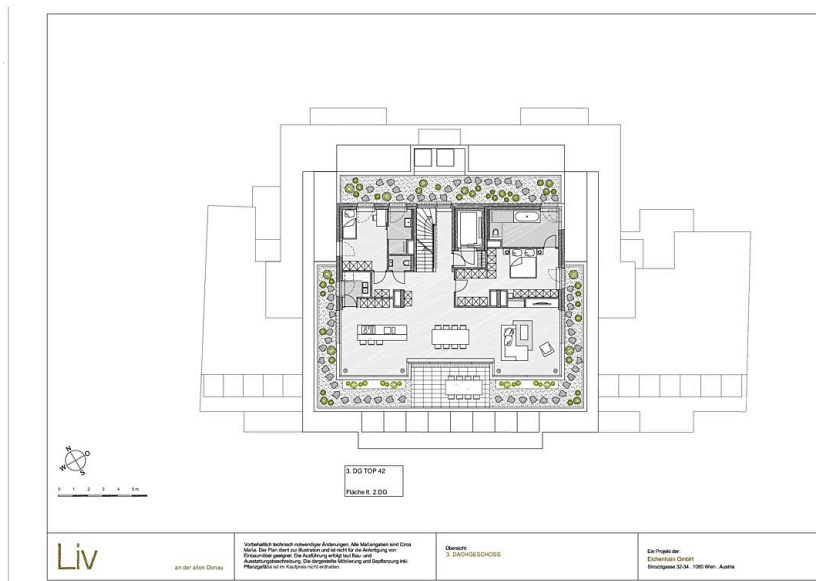 N
O
W
S
0 1 2 3 4 5 m
3. DG TOP 42
Fläche lt. 2.DG
Liv
an der alten Donau
Vorbehaltlich technisch notwendiger Änderungen. Alle Maßangaben sind Circa
Maße. Der Plan dient zur Illustration und ist nicht für die Anfertigung von
Einbaumöbel geeignet. Die Ausführung erfolgt laut Bau- und
Ausstattungsbeschreibung. Die dargestellte Möblierung und Bepflanzung inkl.
Pflanzgefäße ist im Kaufpreis nicht enthalten.
Übersicht
3. DACHGESCHOSS
Ein Projekt der:
Eichenhain GmbH
Strozzigasse 32-34 . 1080 Wien . Austria